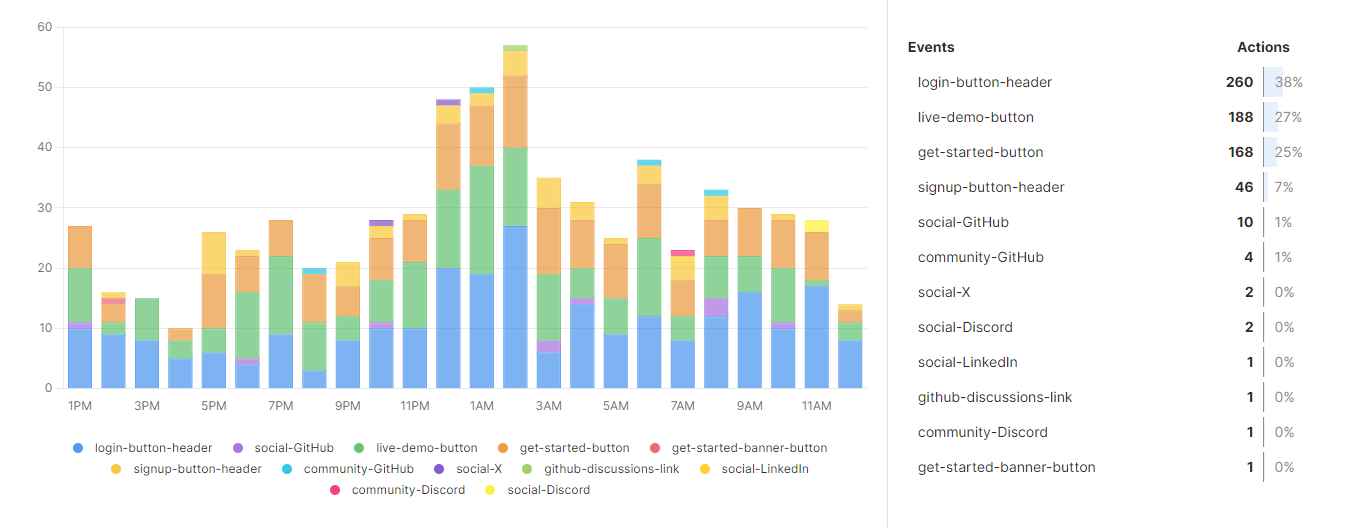 60
50
40
30
20
10
0
1PM 3PM 5PM 7PM 9PM 11PM 1AM 3AM 5AM 7AM 9AM 11AM
login-button-header social-GitHub live-demo-button get-started-button get-started-banner-button
signup-button-header community-GitHub social-X github-discussions-link social-LinkedIn
community-Discord social-Discord
Events Actions
login-button-header 260 38%
live-demo-button 188 27%
get-started-button 168 25%
signup-button-header 46 7%
social-GitHub 10 1%
community-GitHub 4 1%
social-X 2 0%
social-Discord 2 0%
social-LinkedIn 1 0%
github-discussions-link 1 0%
community-Discord 1 0%
get-started-banner-button 1 0%